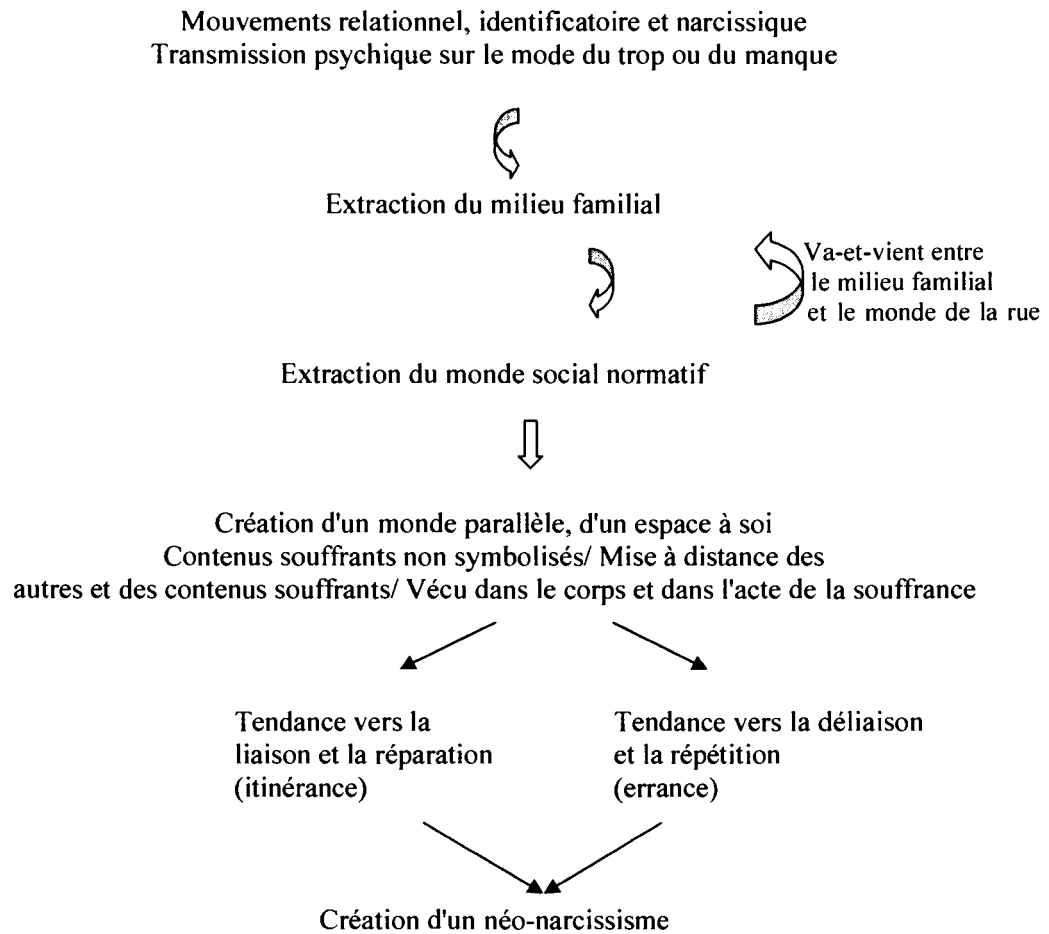 Mouvements relationnel, identificatoire et narcissique
Transmission psychique sur le mode du trop ou du manque
Extraction du milieu familial
Va-et-vient entre
le milieu familial
et le monde de la rue
Extraction du monde social normatif
Création d'un monde parallèle, d'un espace à soi
Contenus souffrants non symbolisés/ Mise à distance des
autres et des contenus souffrants/ Vécu dans le corps et dans l'acte de la souffrance
Tendance vers la
liaison et la réparation
(itinérance)
Tendance vers la déliaison
et la répétition
(errance)
Création d'un néo-narcissisme